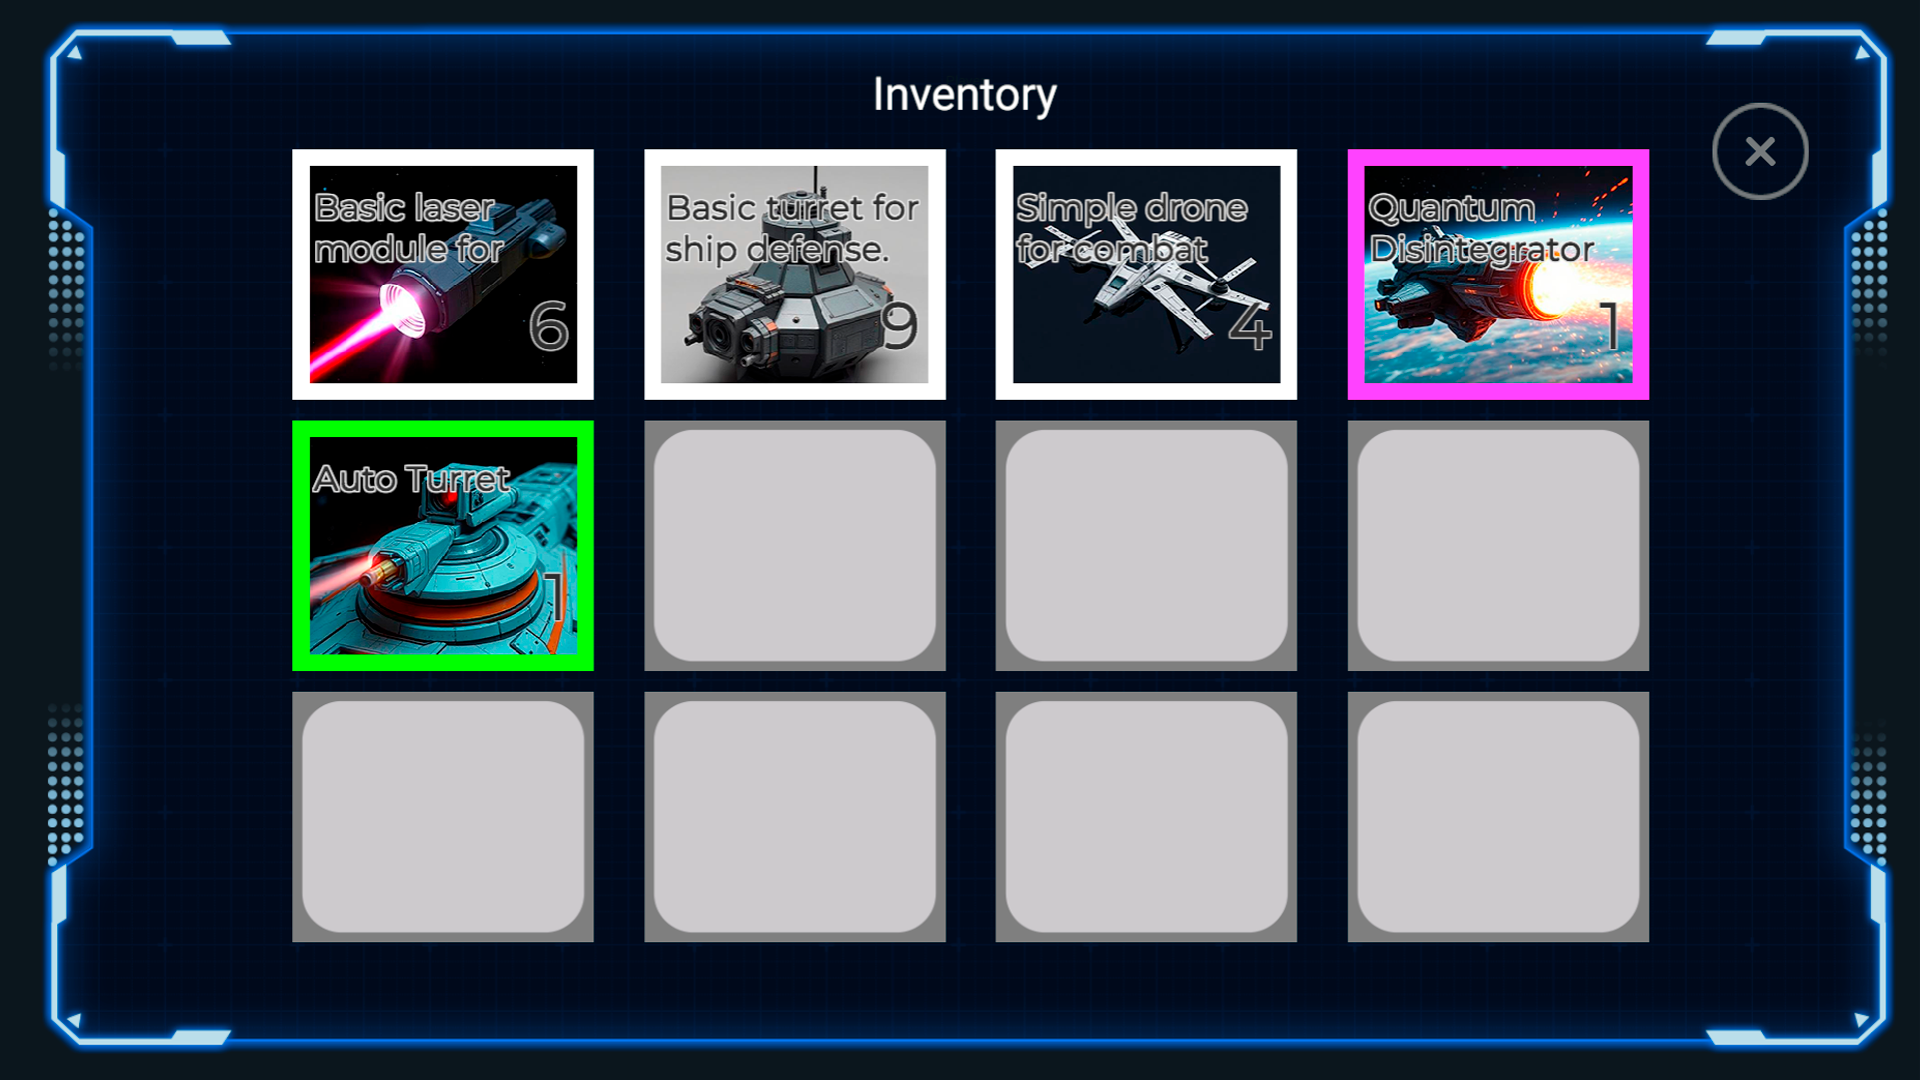 Inventory
Basic laser
module for
6
Basic turret for
ship defense.
9
Simple drone
for combat
4
Quantum
Disintegrator
1
Auto Turret
1